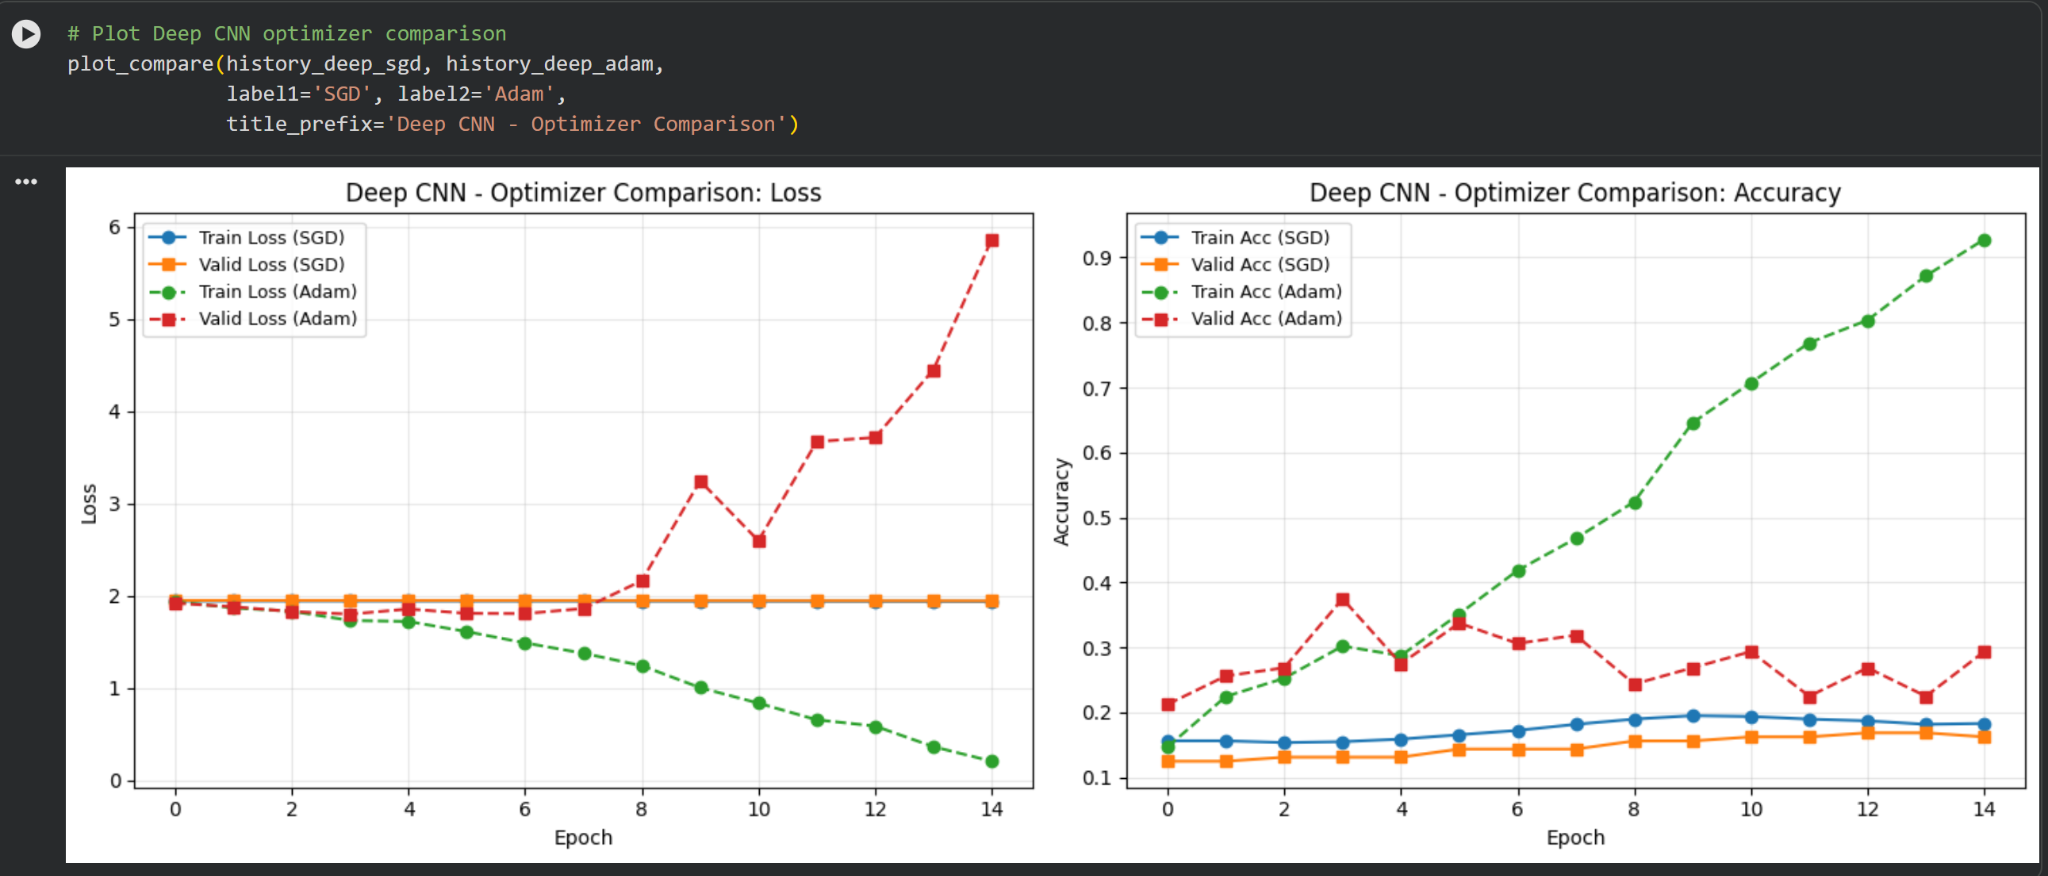 # Plot Deep CNN optimizer comparison
plot_compare(history_deep_sgd, history_deep_adam,
label1='SGD', label2='Adam',
title_prefix='Deep CNN - Optimizer Comparison')
Deep CNN - Optimizer Comparison: Loss
Train Loss (SGD)
Valid Loss (SGD)
Train Loss (Adam)
Valid Loss (Adam)
6
5
4
3
2
1
0
Loss
0 2 4 6 8 10 12 14
Epoch
Deep CNN - Optimizer Comparison: Accuracy
Train Acc (SGD)
Valid Acc (SGD)
Train Acc (Adam)
Valid Acc (Adam)
0.9
0.8
0.7
0.6
0.5
0.4
0.3
0.2
0.1
Accuracy
0 2 4 6 8 10 12 14
Epoch